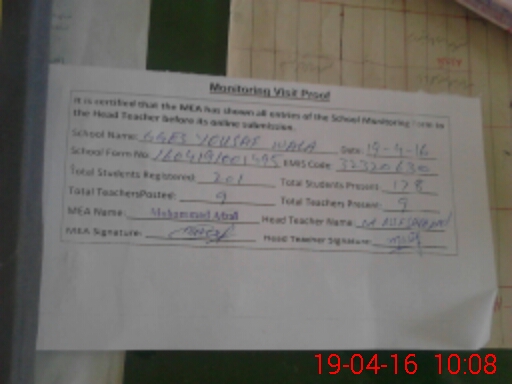 Monitoring Visit Proof
It is certified that the MEA has shown all entries of the School Monitoring Form to
the Head Teacher before its online submission.
School Name: GGES YOUSAF WALA Date: 19-4-16
School Form No: EMIS Code: 32320630
Total Students Registered: 201 Total Students Present: 178
Total Teachers Posted: 9 Total Teachers Present: 9
MEA Name: Muhammad Head Teacher Name:
MEA Signature: Head Teacher Signature:
19-04-16 10:08